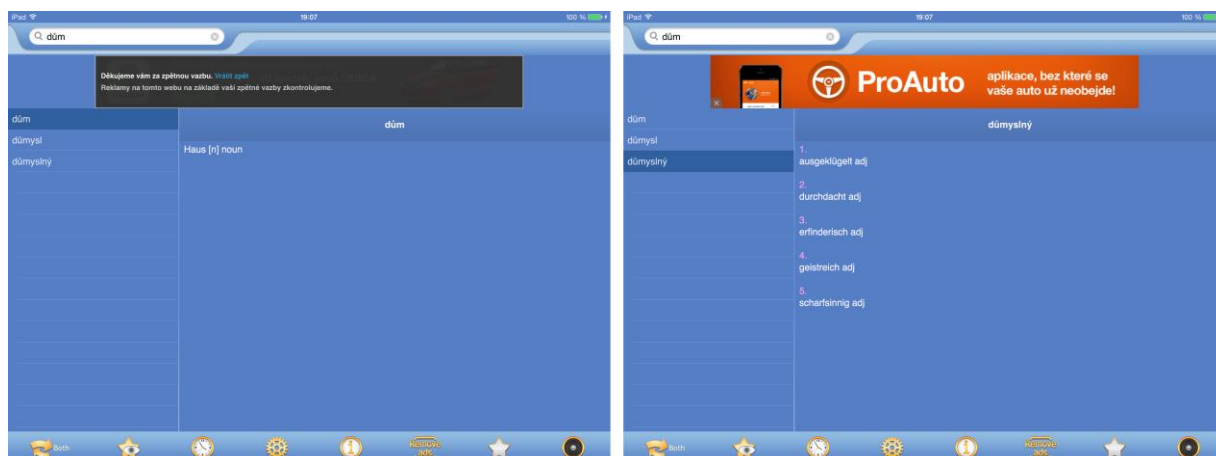 iPad 19:07 100 %
dům
Děkujeme vám za zpětnou vazbu. Vrátit zpět
Reklamy na tomto webu na základě vaší zpětné vazby zkontrolujeme.
dům
důmysl
důmyslný
dům
Haus [n] noun
Both
Remove
ads
iPad 19:07 100 %
dům
ProAuto
aplikace, bez které se
vaše auto už neobejde!
dům
důmysl
důmyslný
důmyslný
1.
ausgeklügelt adj
2.
durchdacht adj
3.
erfinderisch adj
4.
geistreich adj
5.
scharfsinnig adj
Both
Remove
ads